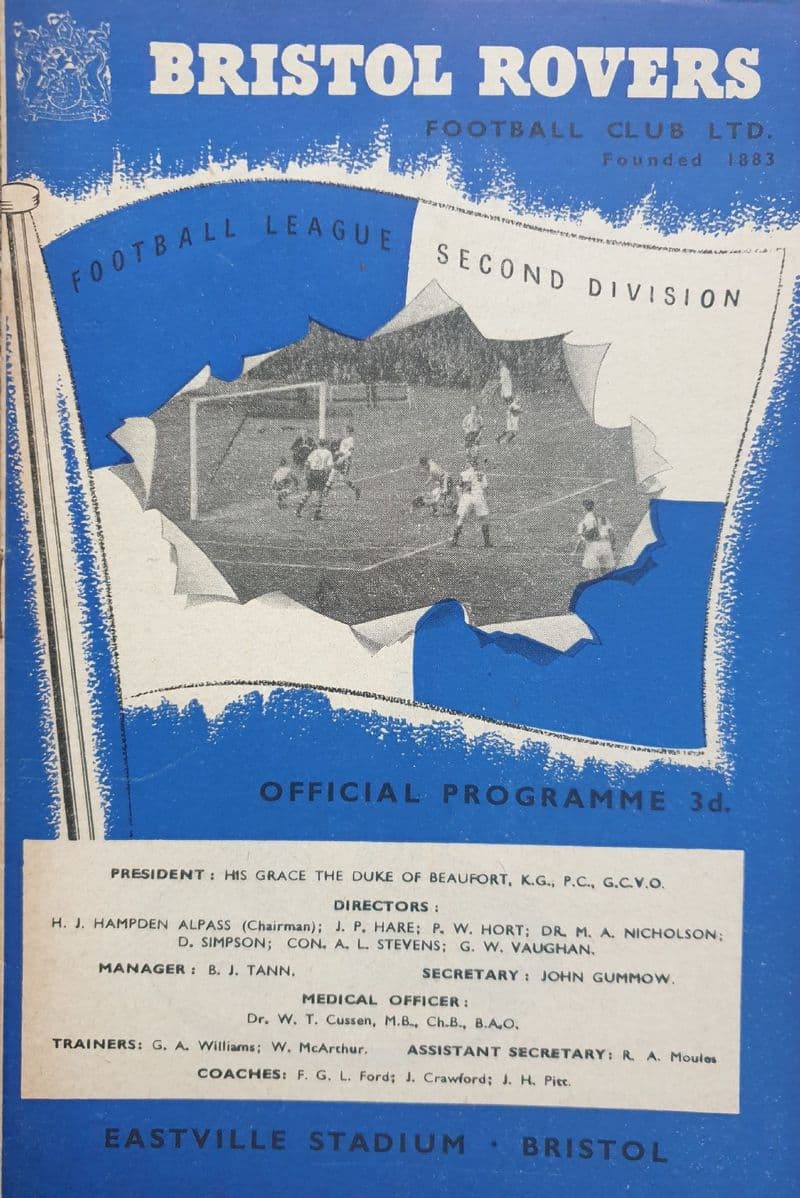 BRISTOL ROVERS
FOOTBALL CLUB LTD.
Founded 1883
FOOTBALL LEAGUE
SECOND DIVISION
OFFICIAL PROGRAMME 3d.
PRESIDENT : HIS GRACE THE DUKE OF BEAUFORT, K.G., P.C., G.C.V.O.
DIRECTORS :
H. J. HAMPDEN ALPASS (Chairman); J. P. HARE; P. W. HORT; DR. M. A. NICHOLSON;
D. SIMPSON; CON. A. L. STEVENS; G. W. VAUGHAN.
MANAGER : B. J. TANN. SECRETARY : JOHN GUMMOW.
MEDICAL OFFICER :
Dr. W. T. Cussen, M.B., Ch.B., B.A.O.
TRAINERS: G. A. Williams; W. McArthur. ASSISTANT SECRETARY: R. A. Moules
COACHES: F. G. L. Ford; J. Crawford; J. H. Pitt.
EASTVILLE STADIUM · BRISTOL